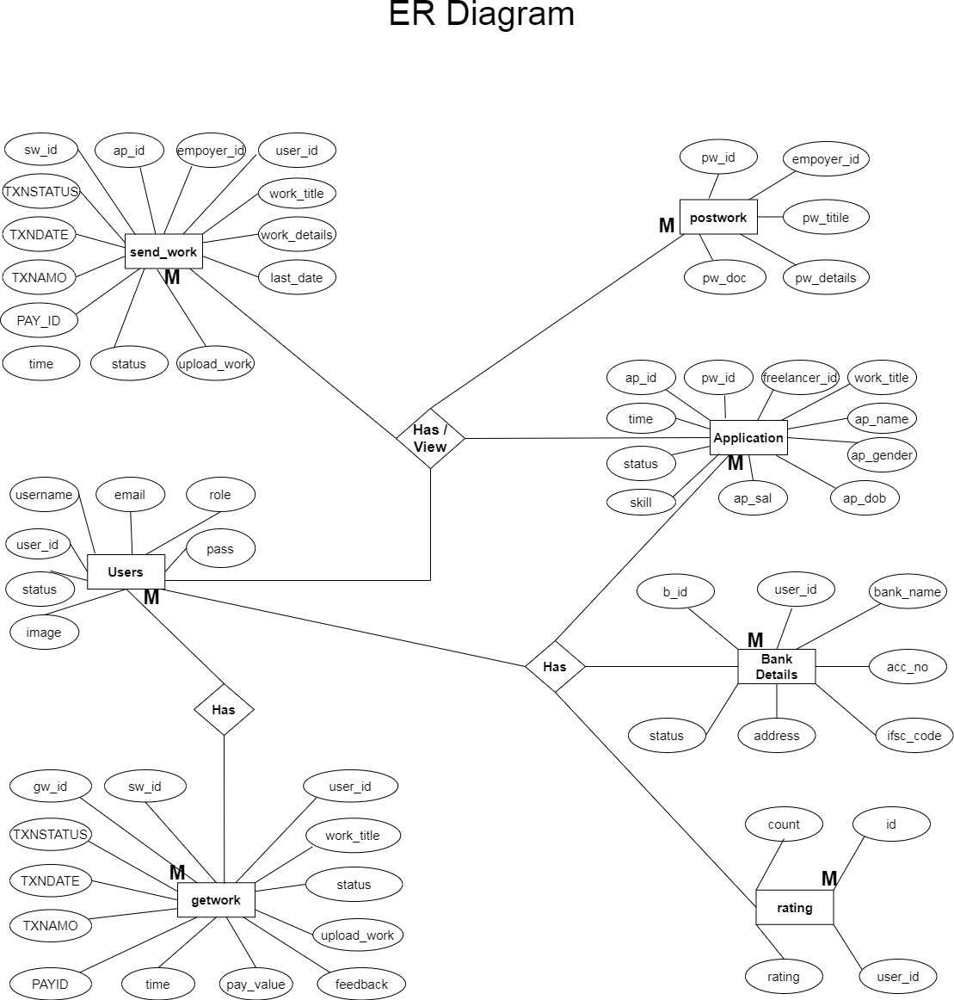 ER Diagram
sw_id
ap_id
empoyer_id
user_id
TXNSTATUS
work_title
TXNDATE
work_details
send_work
TXNAMO
M
last_date
PAY_ID
time
status
upload_work
pw_id
empoyer_id
postwork
M
pw_titile
pw_doc
pw_details
ap_id
pw_id
freelancer_id
work_title
time
ap_name
Has /
View
Application
ap_gender
status
M
skill
ap_sal
ap_dob
username
email
role
user_id
pass
Users
status
M
image
b_id
user_id
bank_name
M
Has
Bank
Details
acc_no
status
address
ifsc_code
Has
gw_id
sw_id
user_id
TXNSTATUS
work_title
M
TXNDATE
status
getwork
TXNAMO
upload_work
PAYID
time
pay_value
feedback
count
id
M
rating
rating
user_id